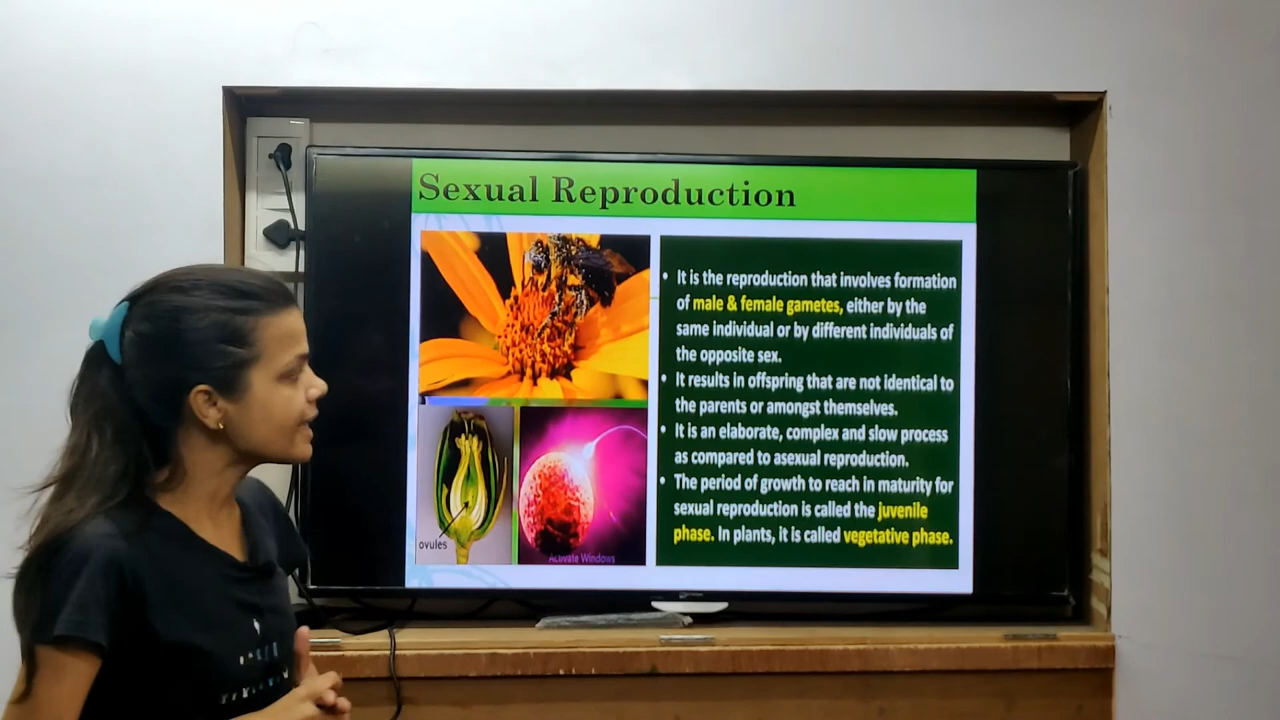 Sexual Reproduction
• It is the reproduction that involves formation
of male & female gametes, either by the
same individual or by different individuals of
the opposite sex.
• It results in offspring that are not identical to
the parents or amongst themselves.
• It is an elaborate, complex and slow process
as compared to asexual reproduction.
• The period of growth to reach in maturity for
sexual reproduction is called the juvenile
phase. In plants, it is called vegetative phase.
ovules
Activate Windows